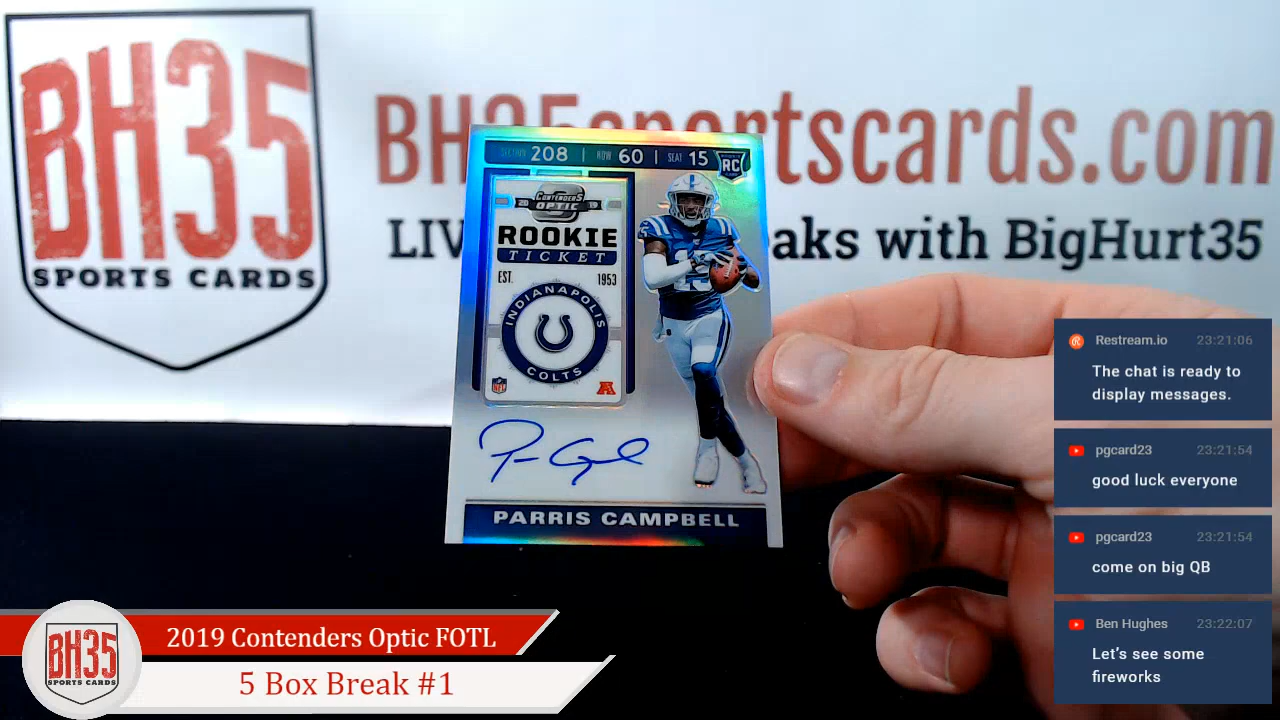 BH35
SPORTS CARDS
BH35sportscards.com
LIV aks with BigHurt35
SECTION 208 | ROW 60 | SEAT 15 RC
20 CONTENDERS OPTIC 19
ROOKIE
TICKET
EST. 1953
INDIANAPOLIS
COLTS
15
PARRIS CAMPBELL
Restream.io 23:21:06
The chat is ready to
display messages.
pgcard23 23:21:54
good luck everyone
pgcard23 23:21:54
come on big QB
Ben Hughes 23:22:07
Let's see some
fireworks
BH35
SPORTS CARDS
2019 Contenders Optic FOTL
5 Box Break #1